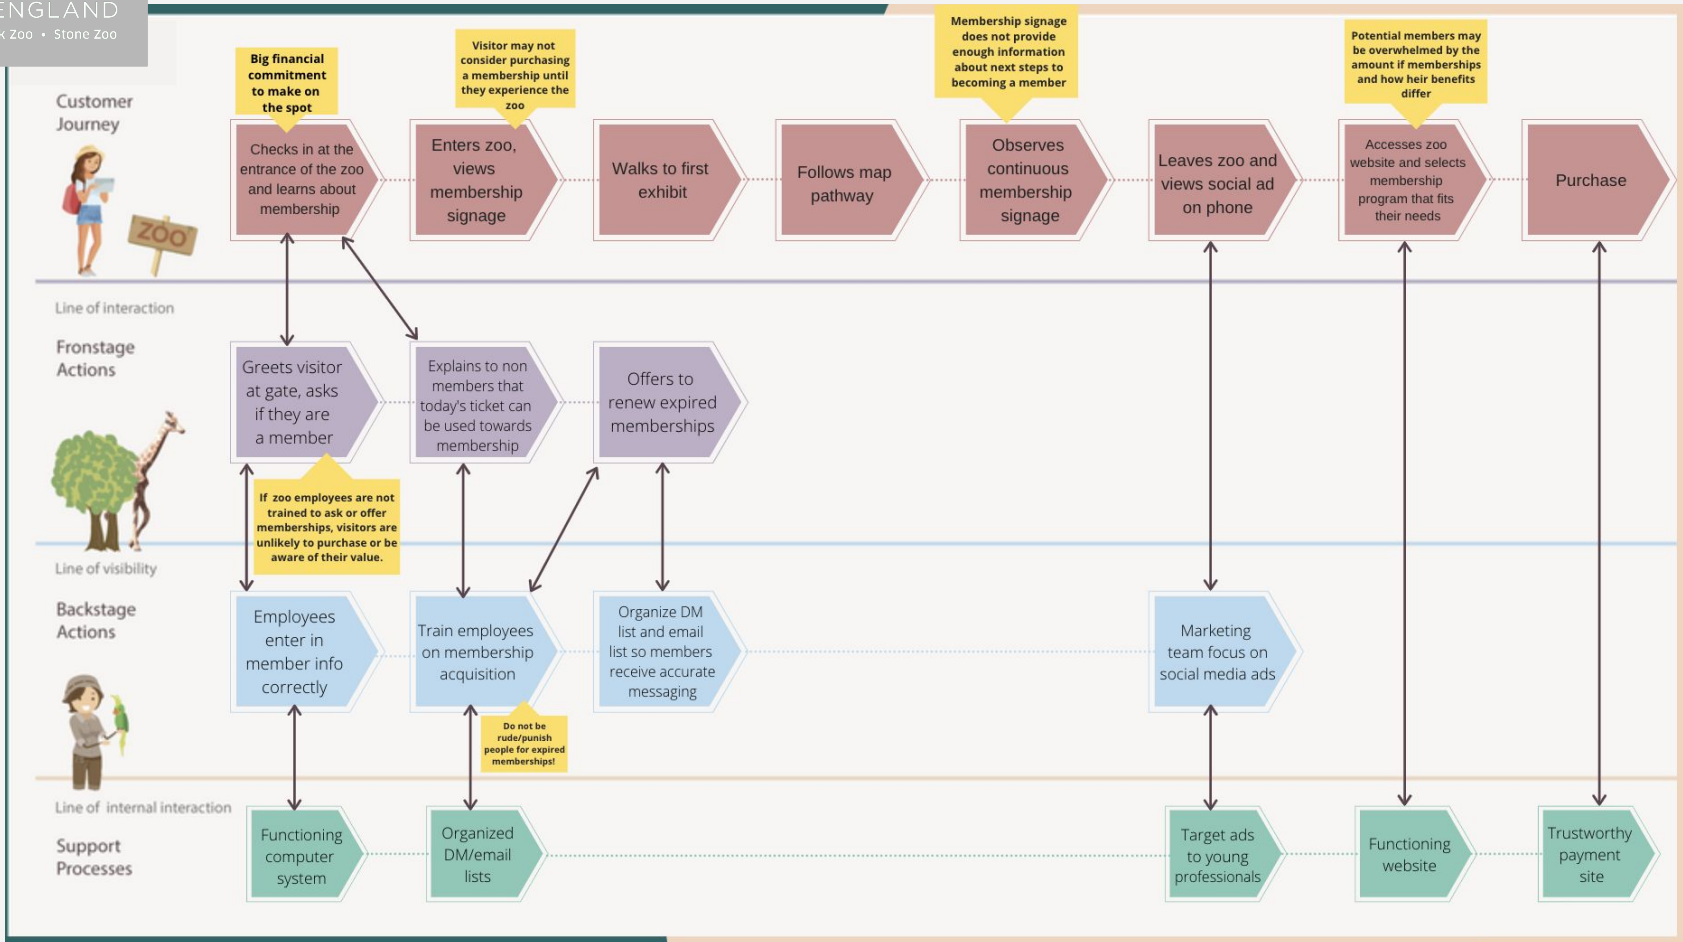 ENGLAND
k Zoo • Stone Zoo
Big financial
commitment
to make on
the spot
Visitor may not
consider purchasing
a membership until
they experience the
zoo
Membership signage
does not provide
enough information
about next steps to
becoming a member
Potential members may
be overwhelmed by the
amount if memberships
and how heir benefits
differ
Customer
Journey
ZOO
Checks in at the
entrance of the zoo
and learns about
membership
Enters zoo,
views
membership
signage
Walks to first
exhibit
Follows map
pathway
Observes
continuous
membership
signage
Leaves zoo and
views social ad
on phone
Accesses zoo
website and selects
membership
program that fits
their needs
Purchase
Line of interaction
Fronstage
Actions
Greets visitor
at gate, asks
if they are
a member
Explains to non
members that
today's ticket can
be used towards
membership
Offers to
renew expired
memberships
If zoo employees are not
trained to ask or offer
memberships, visitors are
unlikely to purchase or be
aware of their value.
Line of visibility
Backstage
Actions
Employees
enter in
member info
correctly
Train employees
on membership
acquisition
Organize DM
list and email
list so members
receive accurate
messaging
Marketing
team focus on
social media ads
Do not be
rude/punish
people for expired
memberships!
Line of internal interaction
Support
Processes
Functioning
computer
system
Organized
DM/email
lists
Target ads
to young
professionals
Functioning
website
Trustworthy
payment
site